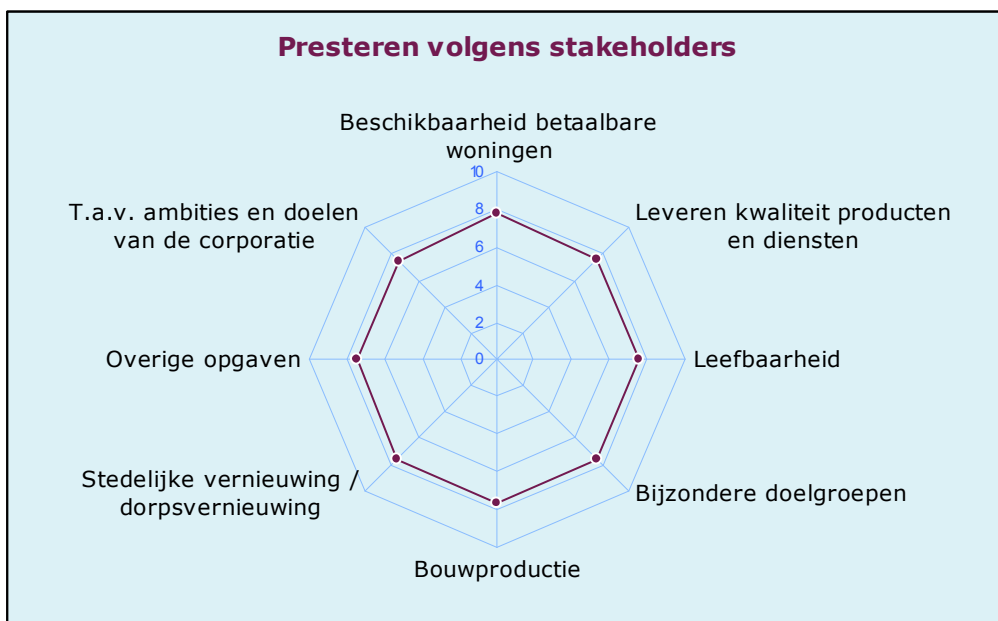 Presteren volgens stakeholders
Beschikbaarheid betaalbare
woningen
10
8
6
4
2
0
Leveren kwaliteit producten
en diensten
Leefbaarheid
Bijzondere doelgroepen
Bouwproductie
Stedelijke vernieuwing /
dorpsvernieuwing
Overige opgaven
T.a.v. ambities en doelen
van de corporatie